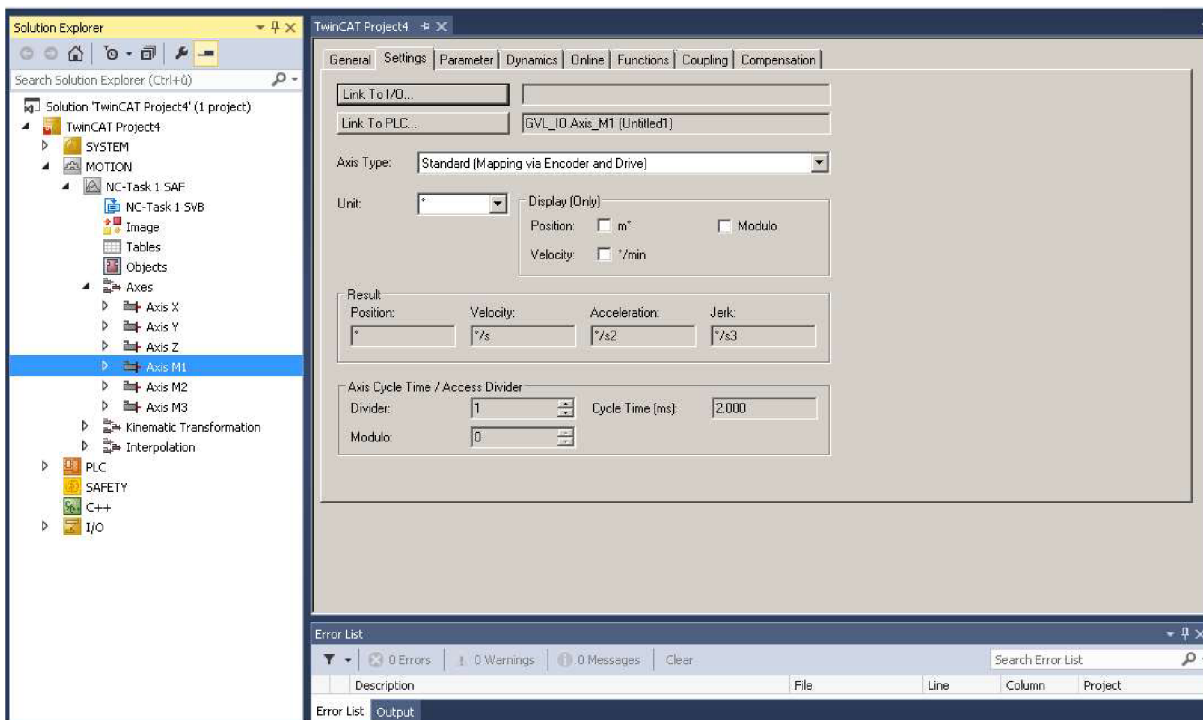 Solution Explorer
Search Solution Explorer (Ctrl+ů)
Solution 'TwinCAT Project4' (1 project)
TwinCAT Project4
SYSTEM
MOTION
NC-Task 1 SAF
NC-Task 1 SVB
Image
Tables
Objects
Axes
Axis X
Axis Y
Axis Z
Axis M1
Axis M2
Axis M3
Kinematic Transformation
Interpolation
PLC
SAFETY
C++
I/O
TwinCAT Project4
General Settings Parameter Dynamics Online Functions Coupling Compensation
Link To I/O...
Link To PLC... GVL_IO.Axis_M1 (Untitled1)
Axis Type: Standard (Mapping via Encoder and Drive)
Unit: °
Display (Only)
Position: m° Modulo
Velocity: °/min
Result
Position: Velocity: Acceleration: Jerk:
° °/s °/s2 °/s3
Axis Cycle Time / Access Divider
Divider: 1 Cycle Time (ms): 2.000
Modulo: 0
Error List
0 Errors 0 Warnings 0 Messages Clear Search Error List
Description File Line Column Project
Error List Output